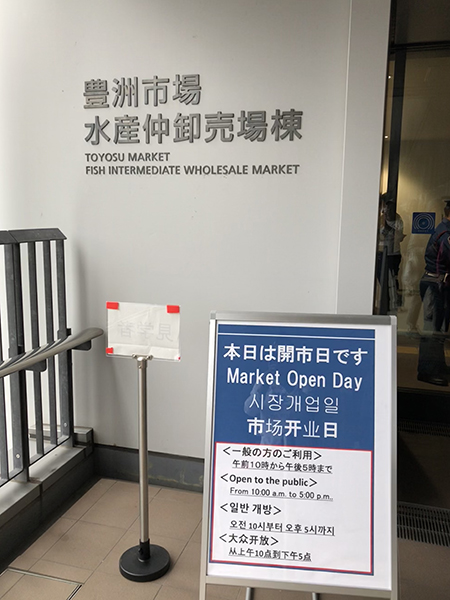 豊洲市場
水産仲卸売場棟
TOYOSU MARKET
FISH INTERMEDIATE WHOLESALE MARKET
本日は開市日です
Market Open Day
시장개업일
市场开业日
<一般の方のご利用>
午前10時から午後5時まで
<Open to the public>
From 10:00 a.m. to 5:00 p.m.
<일반 개방>
오전 10시부터 오후 5시까지
<大众开放>
从上午10点到下午5点